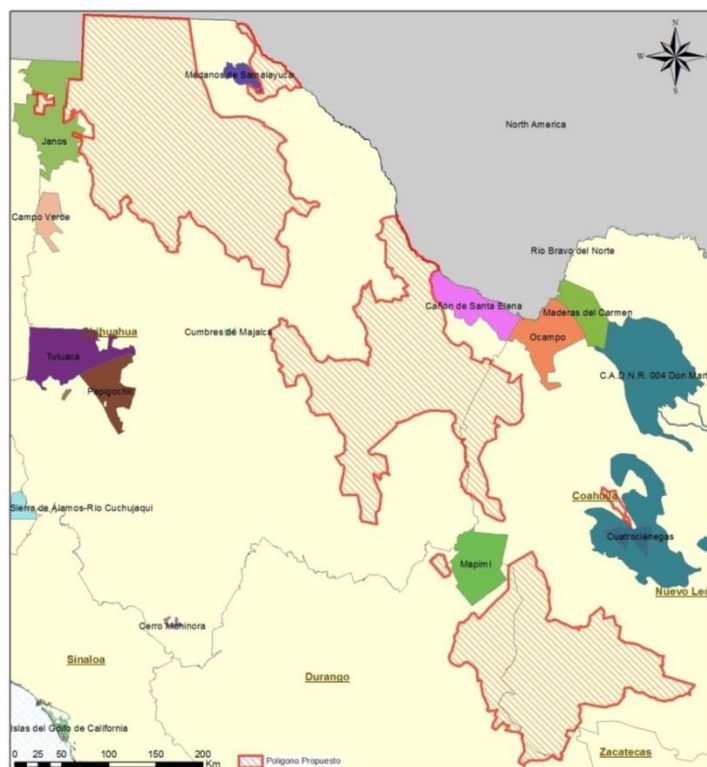 N
W
S
Médanos de Samalayuca
North America
Janos
Campo Verde
Río Bravo del Norte
Cañón de Santa Elena
Maderas del Carmen
Chihuahua
Cumbres de Majalca
Ocampo
Tutuaca
Papigochic
C.A.D.N.R. 004 Don Mart
Sierra de Álamos-Río Cuchujaqui
Coahuila
Cuatrociénegas
Mapimí
Nuevo Leó
Cerro Mohinora
Sinaloa
Durango
Islas del Golfo de California
Zacatecas
0 25 50 100 150 200
Km
Polígono Propuesto